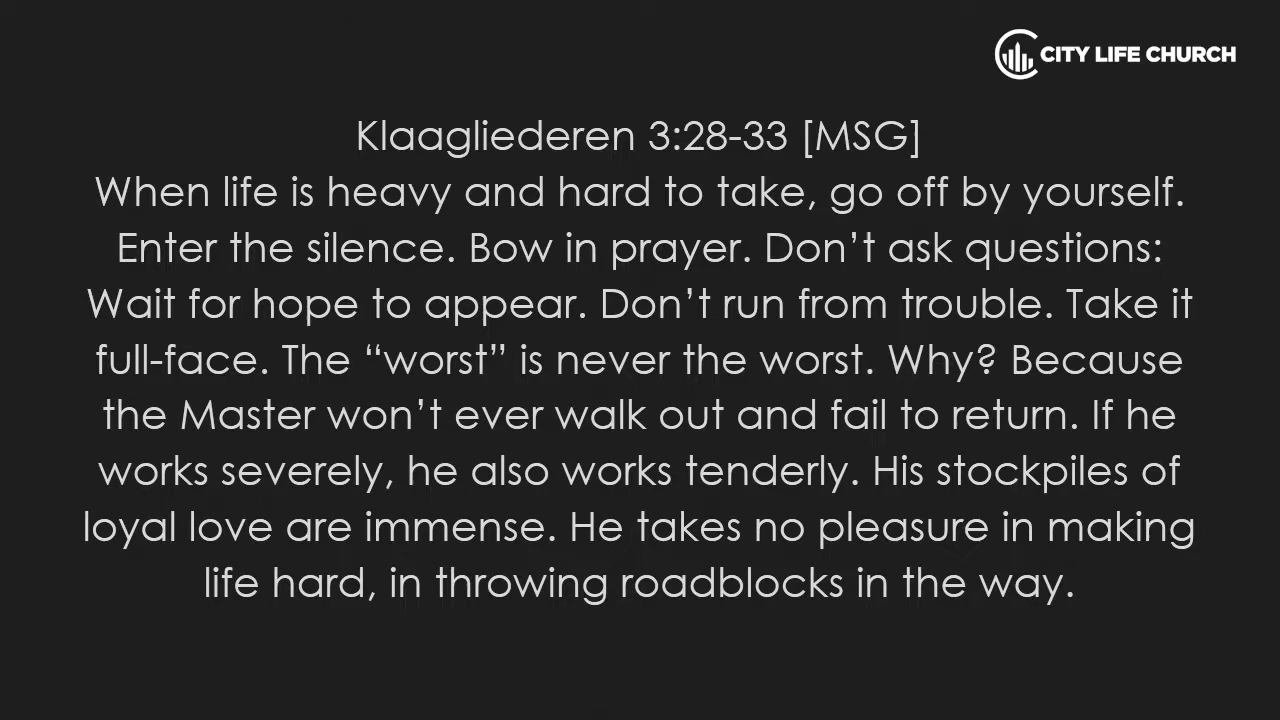 CITY LIFE CHURCH
Klaagliederen 3:28-33 [MSG]
When life is heavy and hard to take, go off by yourself.
Enter the silence. Bow in prayer. Don’t ask questions:
Wait for hope to appear. Don’t run from trouble. Take it
full-face. The “worst” is never the worst. Why? Because
the Master won’t ever walk out and fail to return. If he
works severely, he also works tenderly. His stockpiles of
loyal love are immense. He takes no pleasure in making
life hard, in throwing roadblocks in the way.